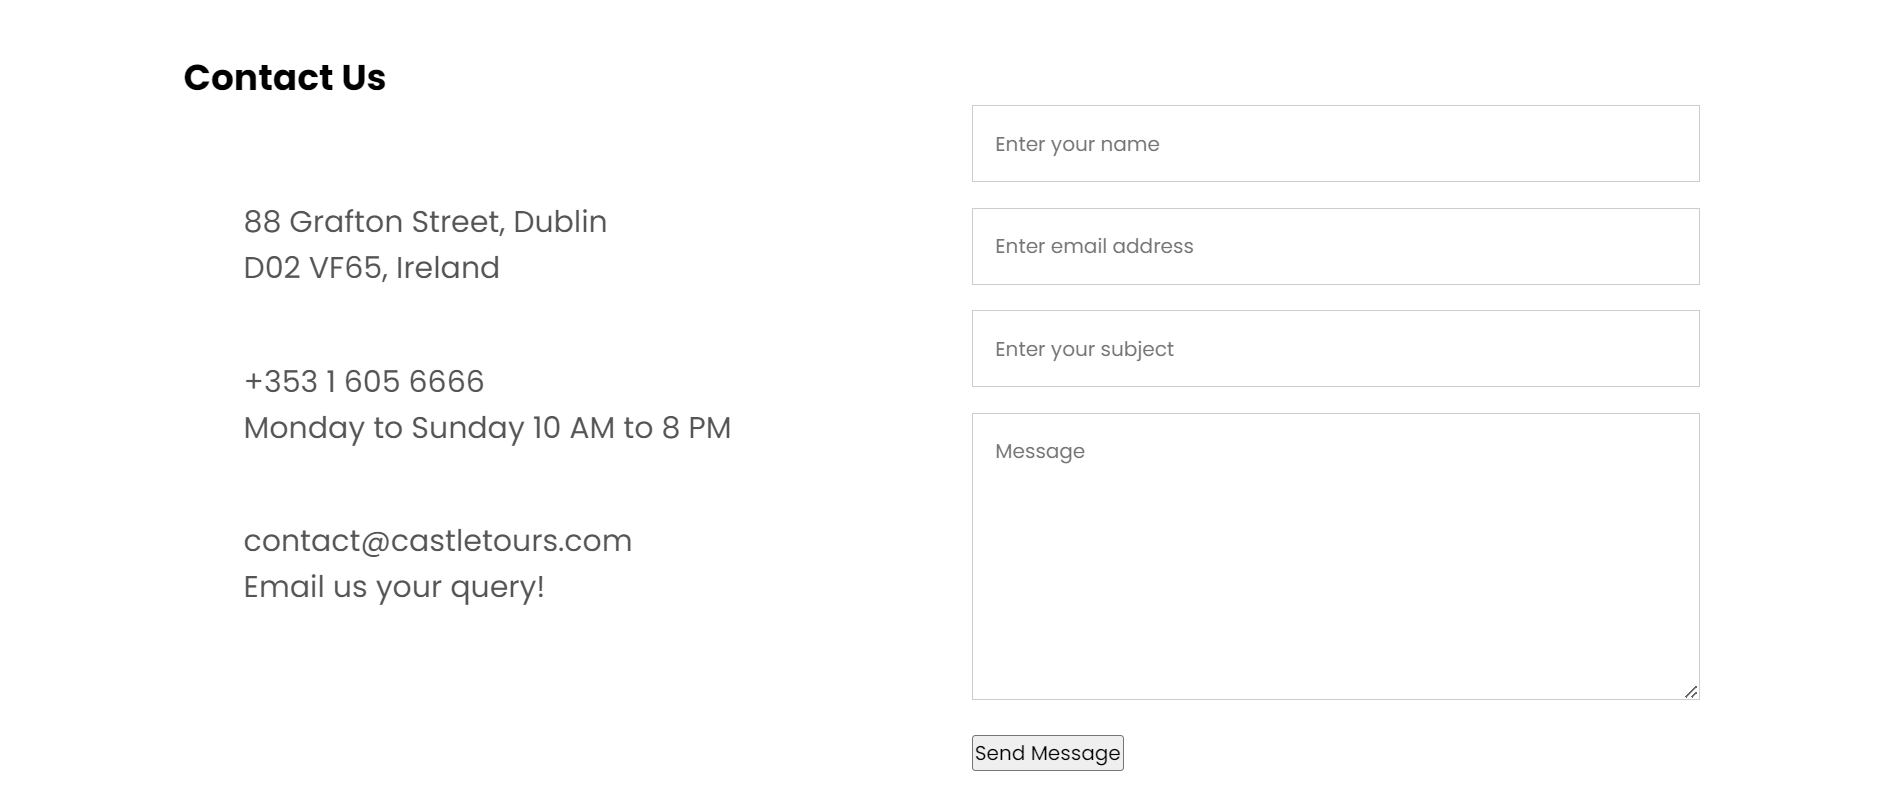 Contact Us
88 Grafton Street, Dublin
D02 VF65, Ireland
+353 1 605 6666
Monday to Sunday 10 AM to 8 PM
contact@castletours.com
Email us your query!
Enter your name
Enter email address
Enter your subject
Message
Send Message